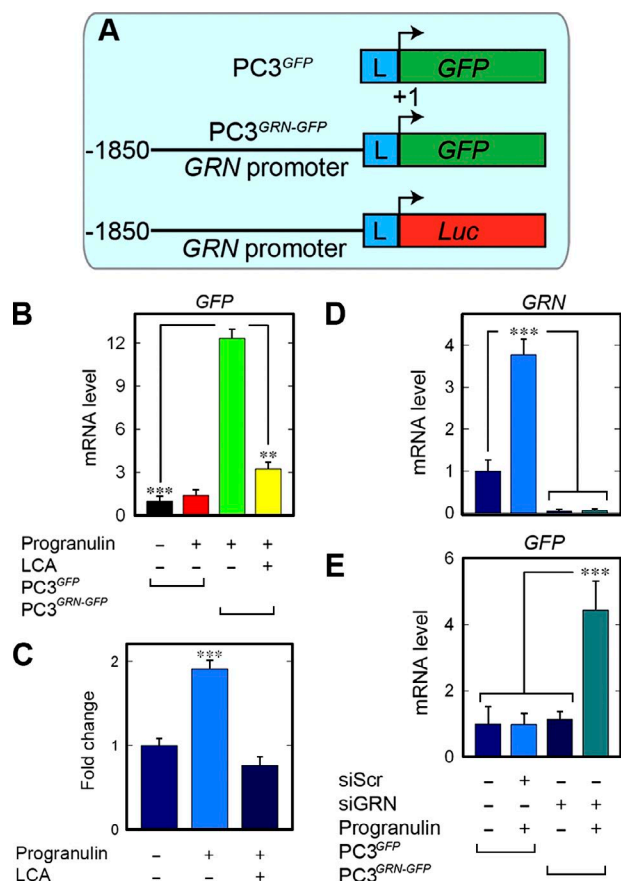 A
PC3GFP L GFP
+1
PC3GRN-GFP
-1850 L GFP
GRN promoter
-1850 L Luc
GRN promoter
B
GFP
mRNA level
12
9
6
3
0
***
**
Progranulin – + + +
LCA – – – +
PC3GFP
PC3GRN-GFP
C
Fold change
2
1
0
***
Progranulin – + +
LCA – – +
D
GRN
mRNA level
4
2
1
0
***
E
GFP
mRNA level
6
4
2
0
***
siScr – + – –
siGRN – – + +
Progranulin – + – +
PC3GFP
PC3GRN-GFP